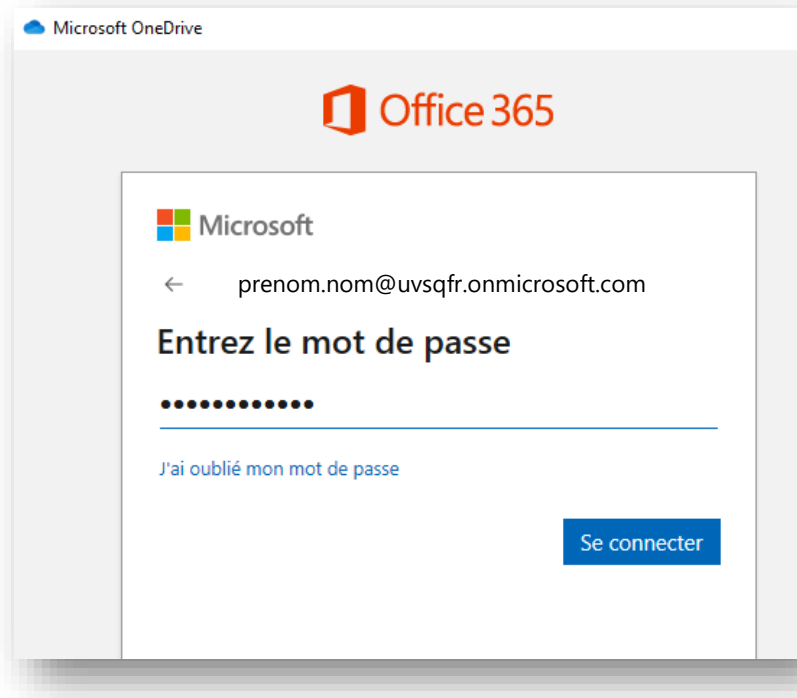 Microsoft OneDrive
Office 365
Microsoft
prenom.nom@uvsqfr.onmicrosoft.com
Entrez le mot de passe
••••••••••••
J'ai oublié mon mot de passe
Se connecter